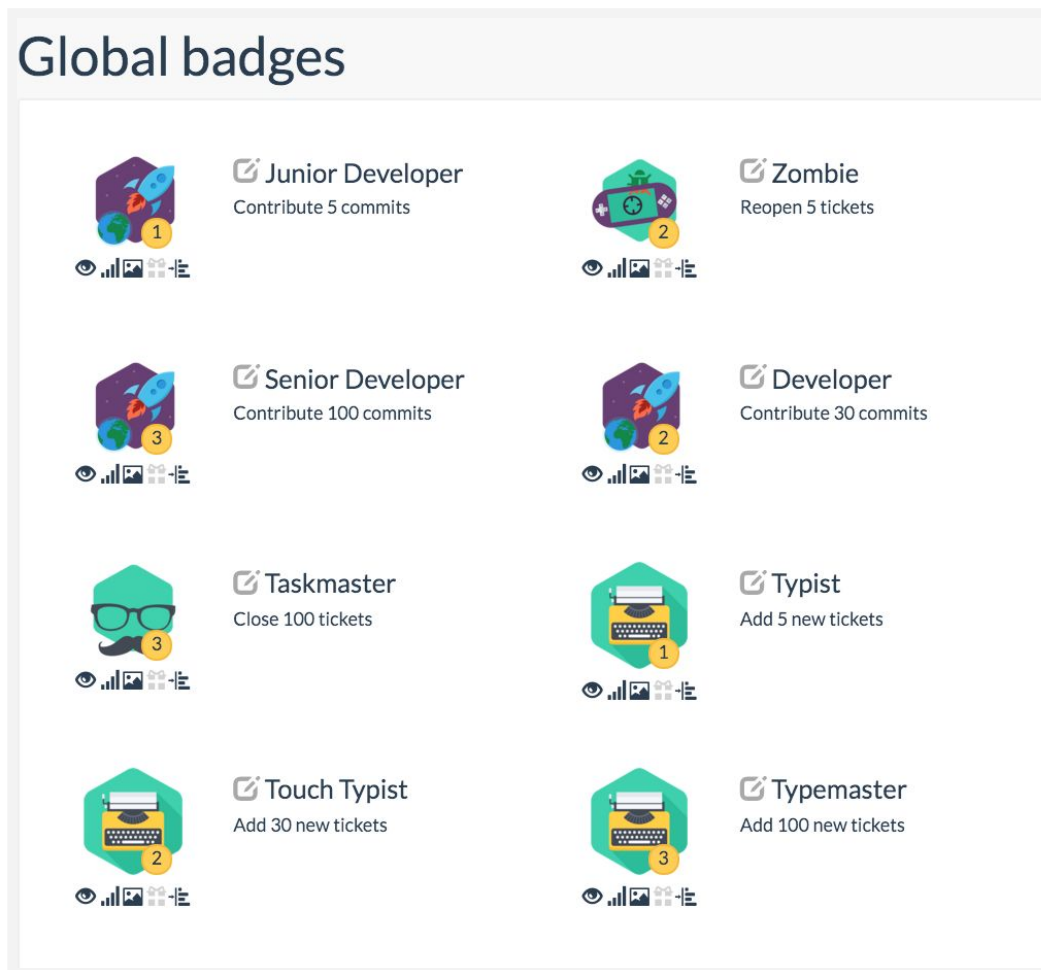 Global badges
Junior Developer
Contribute 5 commits
1
Zombie
Reopen 5 tickets
2
Senior Developer
Contribute 100 commits
3
Developer
Contribute 30 commits
2
Taskmaster
Close 100 tickets
3
Typist
Add 5 new tickets
1
Touch Typist
Add 30 new tickets
2
Typemaster
Add 100 new tickets
3